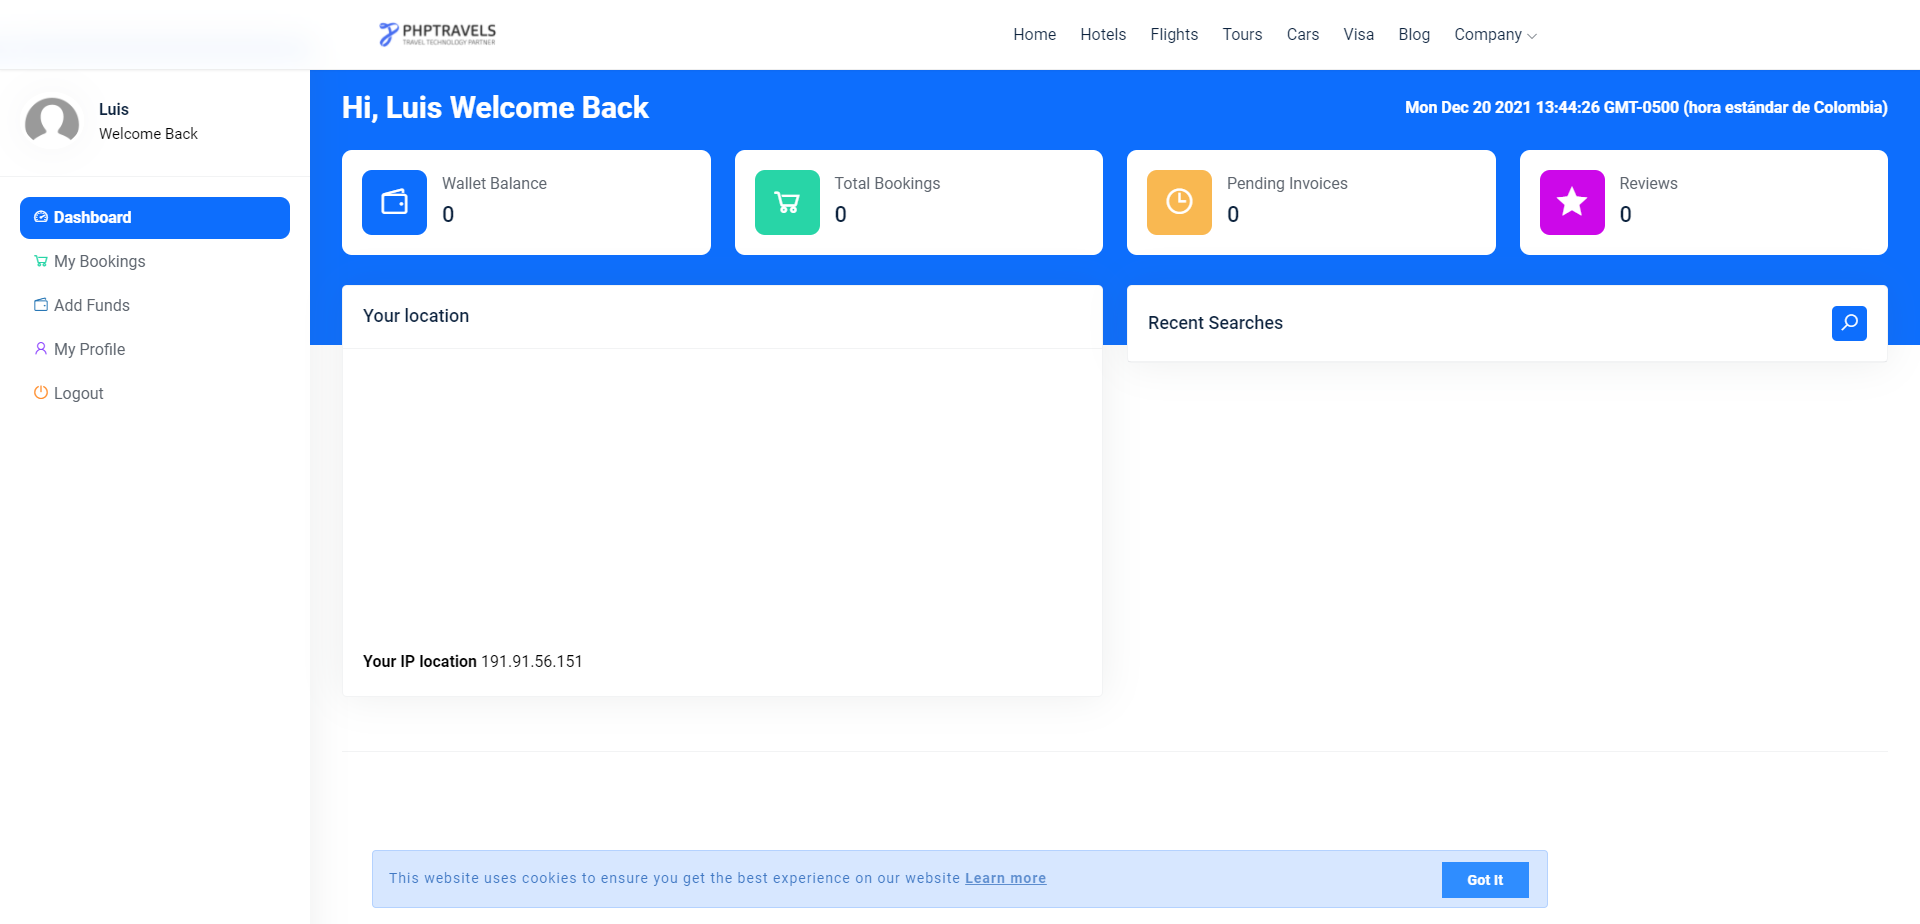 PHPTRAVELS
TRAVEL TECHNOLOGY PARTNER
Home Hotels Flights Tours Cars Visa Blog Company
Luis
Welcome Back
Dashboard
My Bookings
Add Funds
My Profile
Logout
Hi, Luis Welcome Back
Mon Dec 20 2021 13:44:26 GMT-0500 (hora estándar de Colombia)
Wallet Balance
0
Total Bookings
0
Pending Invoices
0
Reviews
0
Your location
Recent Searches
Your IP location 191.91.56.151
This website uses cookies to ensure you get the best experience on our website Learn more
Got It